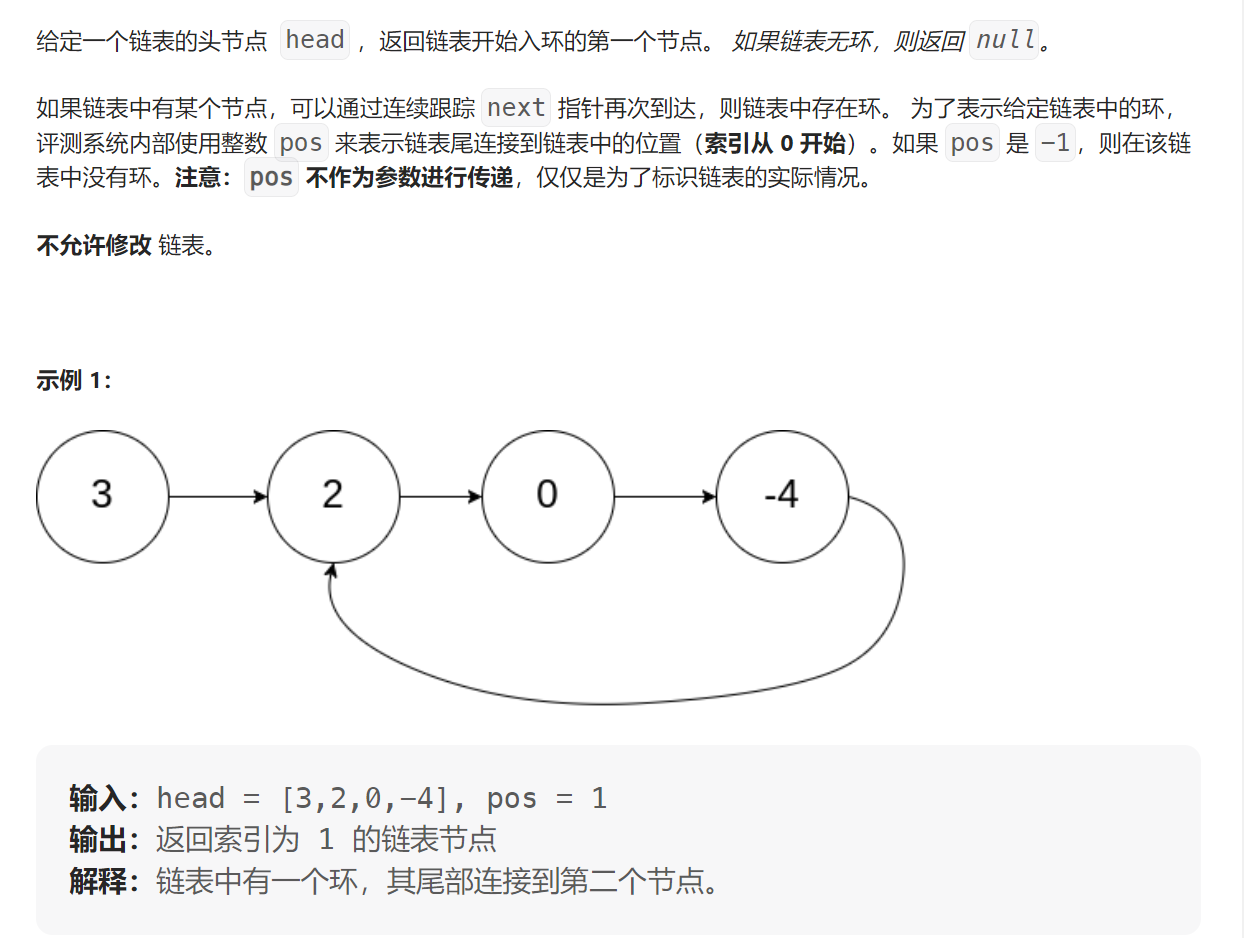 给定一个链表的头节点 head ，返回链表开始入环的第一个节点。 如果链表无环，则返回 null。
如果链表中有某个节点，可以通过连续跟踪 next 指针再次到达，则链表中存在环。 为了表示给定链表中的环，
评测系统内部使用整数 pos 来表示链表尾连接到链表中的位置（索引从 0 开始）。如果 pos 是 -1，则在该链
表中没有环。注意：pos 不作为参数进行传递，仅仅是为了标识链表的实际情况。
不允许修改 链表。
示例 1：
3 2 0 -4
输入：head = [3,2,0,-4], pos = 1
输出：返回索引为 1 的链表节点
解释：链表中有一个环，其尾部连接到第二个节点。